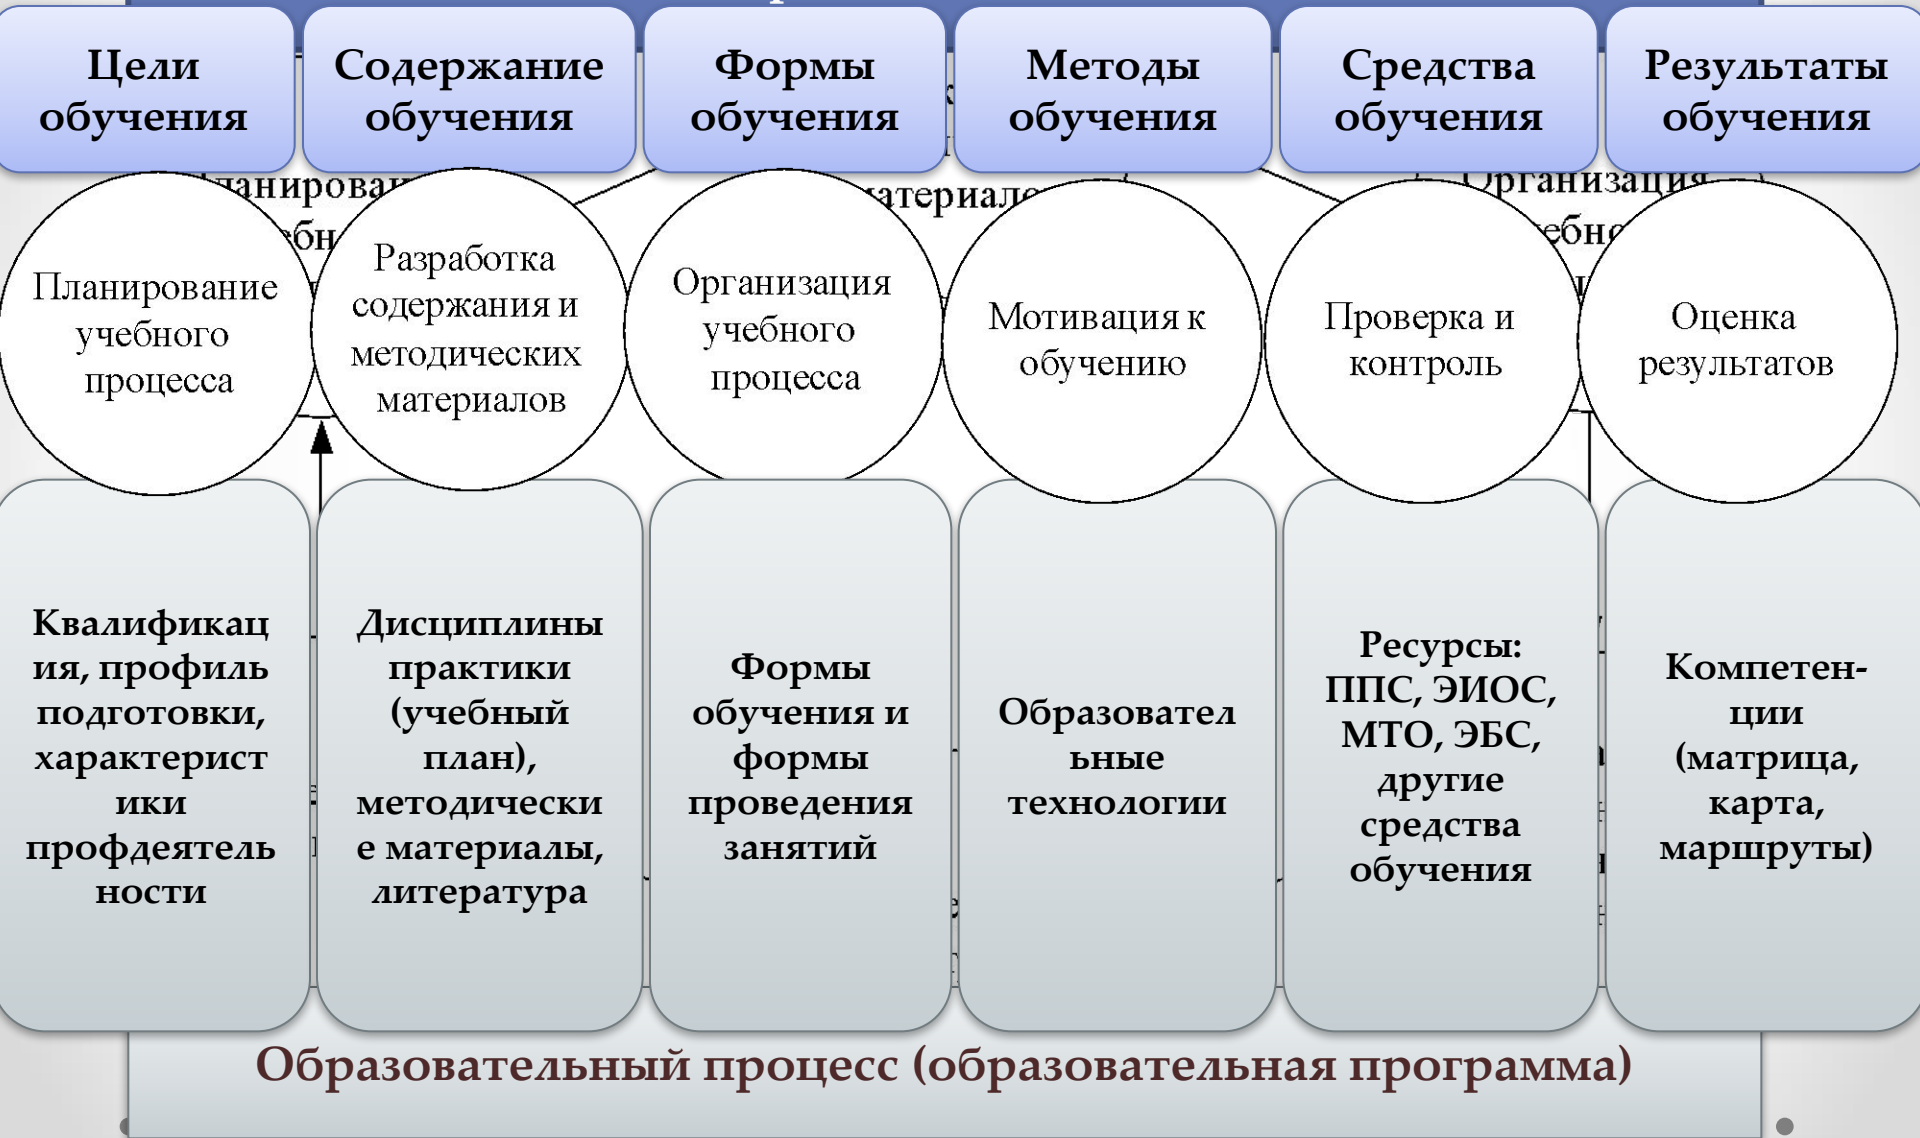 Цели
обучения
Содержание
обучения
Формы
обучения
Методы
обучения
Средства
обучения
Результаты
обучения
Организация
Планирование
учебного
процесса
Разработка
содержания и
методических
материалов
Организация
учебного
процесса
Мотивация к
обучению
Проверка и
контроль
Оценка
результатов
Квалификац
ия, профиль
подготовки,
характерист
ики
профдеятель
ности
Дисциплины
практики
(учебный
план),
методически
е материалы,
литература
Формы
обучения и
формы
проведения
занятий
Образовател
ьные
технологии
Ресурсы:
ППС, ЭИОС,
МТО, ЭБС,
другие
средства
обучения
Компетен-
ции
(матрица,
карта,
маршруты)
Образовательный процесс (образовательная программа)